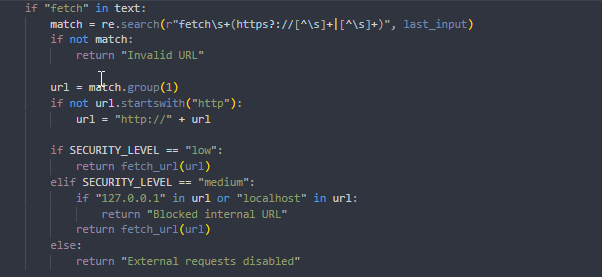 if "fetch" in text:
match = re.search(r"fetch\s+(https?://[^\s]+|[^\s]+)", last_input)
if not match:
return "Invalid URL"
url = match.group(1)
if not url.startswith("http"):
url = "http://" + url
if SECURITY_LEVEL == "low":
return fetch_url(url)
elif SECURITY_LEVEL == "medium":
if "127.0.0.1" in url or "localhost" in url:
return "Blocked internal URL"
return fetch_url(url)
else:
return "External requests disabled"